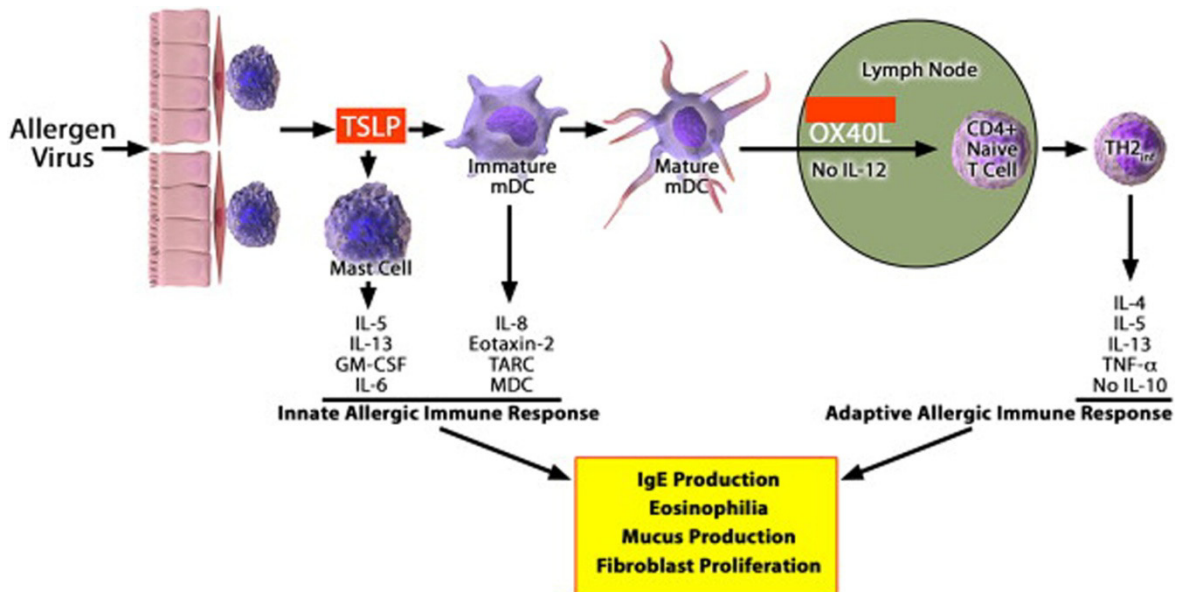 Allergen
Virus
TSLP
Immature
mDC
Mature
mDC
Lymph Node
OX40L
No IL-12
CD4+
Naive
T Cell
TH2inf
Mast Cell
IL-5
IL-13
GM-CSF
IL-6
IL-8
Eotaxin-2
TARC
MDC
Innate Allergic Immune Response
IL-4
IL-5
IL-13
TNF-α
No IL-10
Adaptive Allergic Immune Response
IgE Production
Eosinophilia
Mucus Production
Fibroblast Proliferation